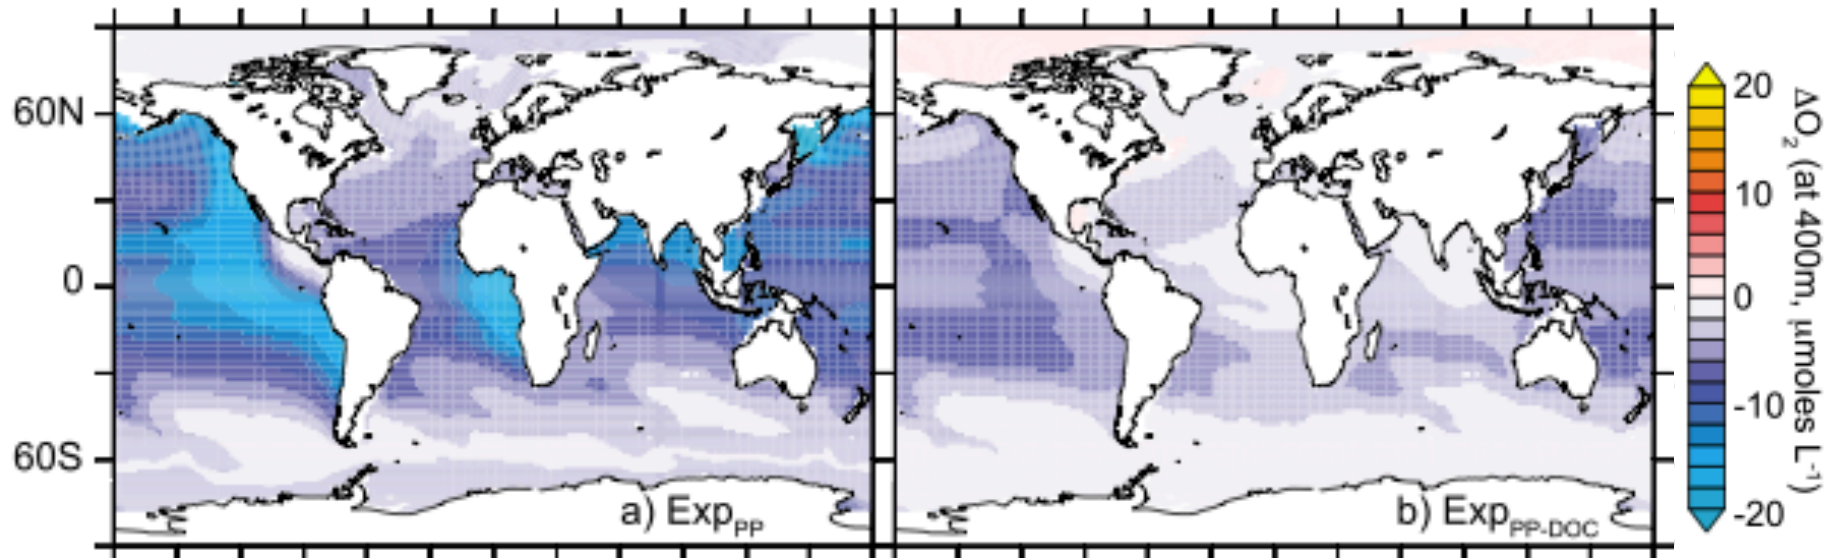 60N
0
60S
a) Exp_PP
b) Exp_PP-DOC
20
10
0
-10
-20
ΔO₂ (at 400m, μmoles L⁻¹)